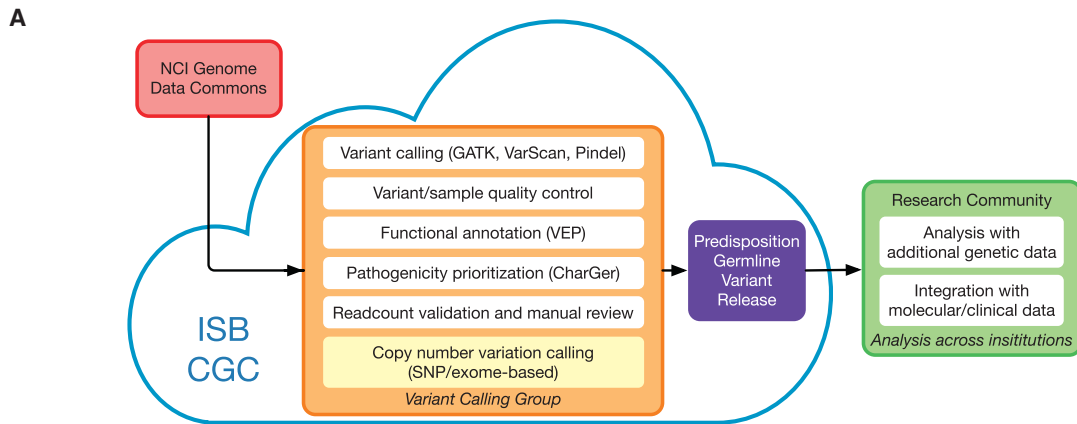 A
NCI Genome
Data Commons
Variant calling (GATK, VarScan, Pindel)
Variant/sample quality control
Functional annotation (VEP)
Pathogenicity prioritization (CharGer)
Readcount validation and manual review
Copy number variation calling
(SNP/exome-based)
Variant Calling Group
ISB
CGC
Predisposition
Germline
Variant
Release
Research Community
Analysis with
additional genetic data
Integration with
molecular/clinical data
Analysis across insititutions